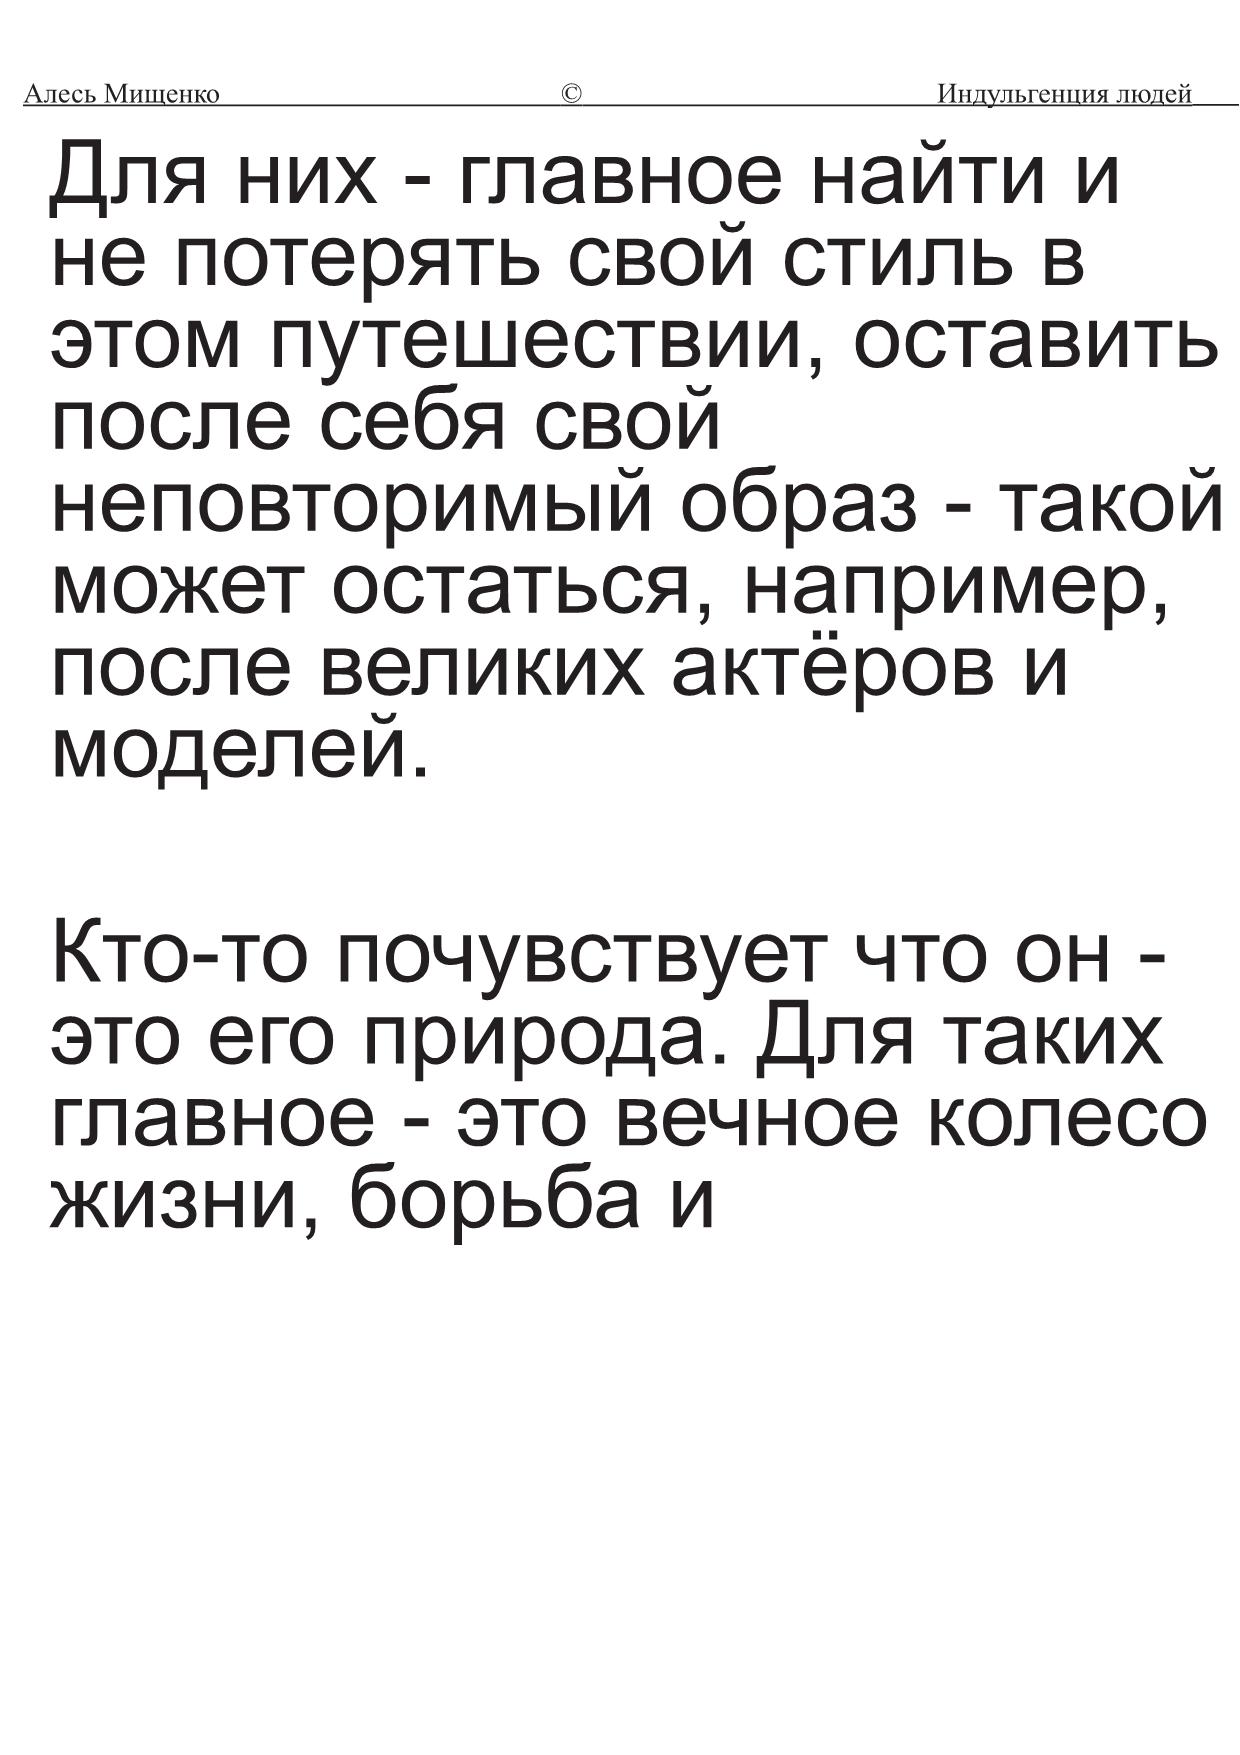 Алесь Мищенко © Индульгенция людей
Для них - главное найти и
не потерять свой стиль в
этом путешествии, оставить
после себя свой
неповторимый образ - такой
может остаться, например,
после великих актёров и
моделей.
Кто-то почувствует что он -
это его природа. Для таких
главное - это вечное колесо
жизни, борьба и